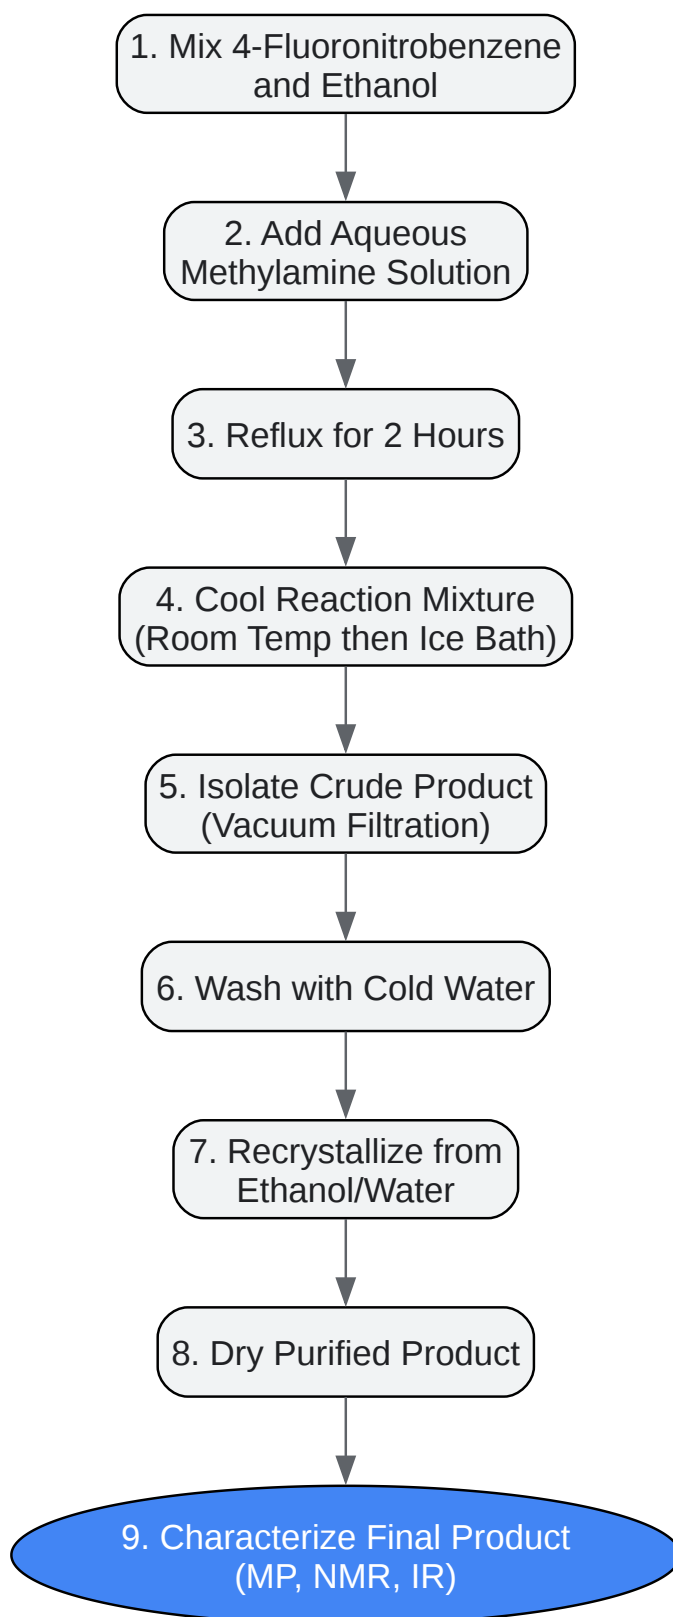 1. Mix 4-Fluoronitrobenzene
and Ethanol
2. Add Aqueous
Methylamine Solution
3. Reflux for 2 Hours
4. Cool Reaction Mixture
(Room Temp then Ice Bath)
5. Isolate Crude Product
(Vacuum Filtration)
6. Wash with Cold Water
7. Recrystallize from
Ethanol/Water
8. Dry Purified Product
9. Characterize Final Product
(MP, NMR, IR)